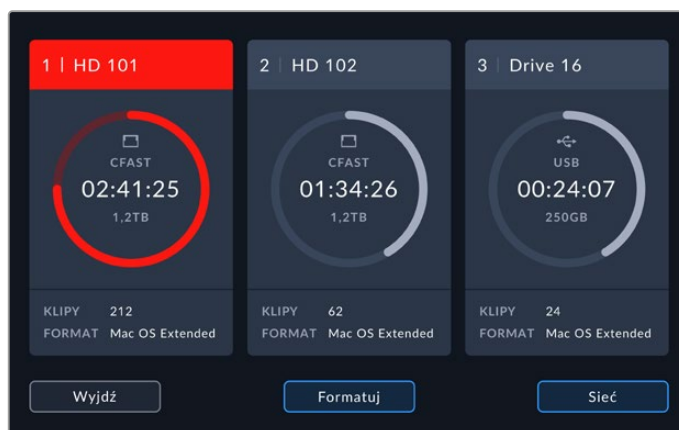 1 | HD 101
CFAST
02:41:25
1,2TB
KLIPY 212
FORMAT Mac OS Extended
2 | HD 102
CFAST
01:34:26
1,2TB
KLIPY 62
FORMAT Mac OS Extended
3 | Drive 16
USB
00:24:07
250GB
KLIPY 24
FORMAT Mac OS Extended
Wyjdź
Formatuj
Sieć